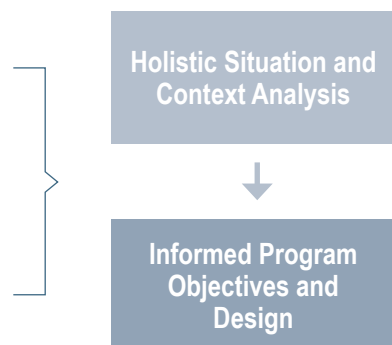 Holistic Situation and
Context Analysis
Informed Program
Objectives and
Design